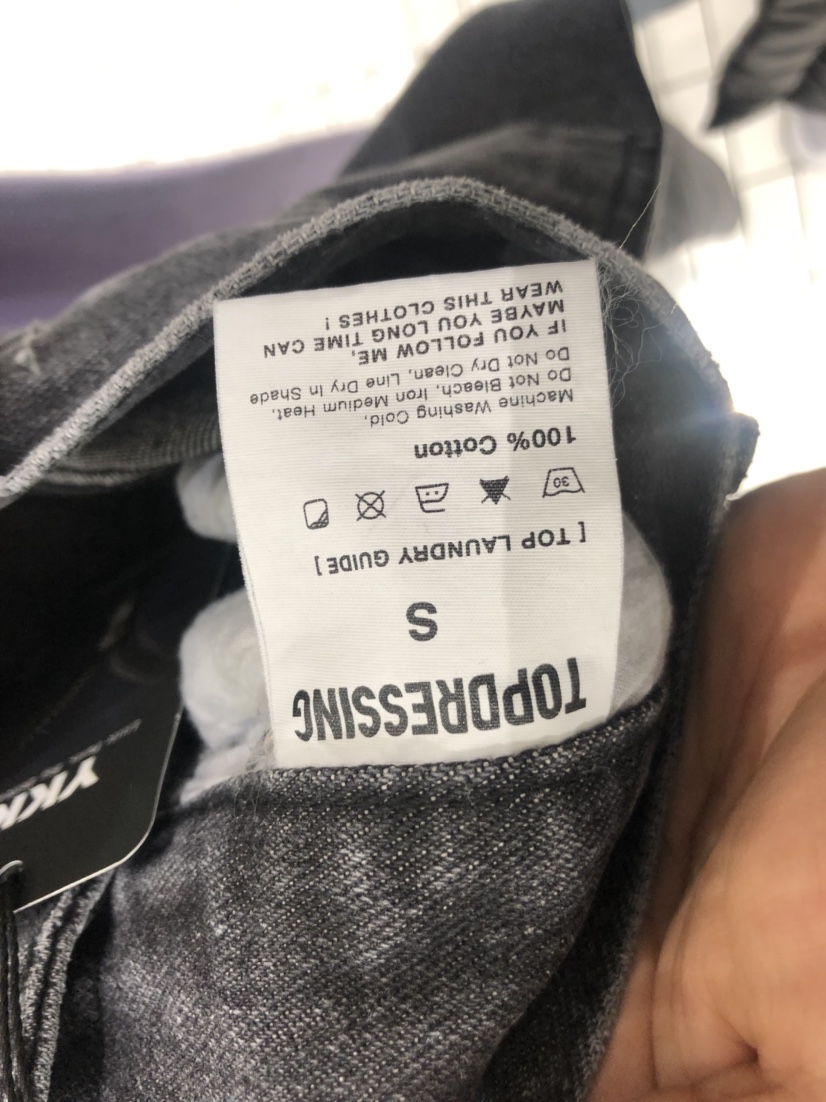 TOPDRESSING
S
[ TOP LAUNDRY GUIDE ]
30
100% Cotton
Machine Washing Cold,
Do Not Bleach, Iron Medium Heat,
Do Not Dry Clean, Line Dry In Shade
IF YOU FOLLOW ME,
MAYBE YOU LONG TIME CAN
WEAR THIS CLOTHES !